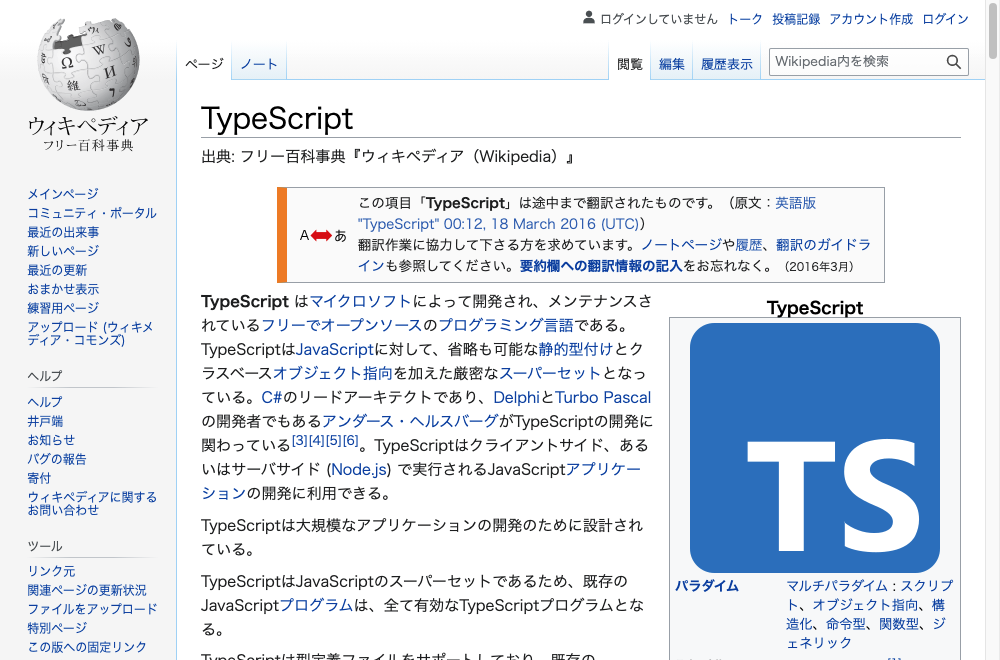 ログインしていません トーク 投稿記録 アカウント作成 ログイン
ページ ノート 閲覧 編集 履歴表示 Wikipedia内を検索
ウィキペディア
フリー百科事典
メインページ
コミュニティ・ポータル
最近の出来事
新しいページ
最近の更新
おまかせ表示
練習用ページ
アップロード (ウィキメ
ディア・コモンズ)
ヘルプ
ヘルプ
井戸端
お知らせ
バグの報告
寄付
ウィキペディアに関する
お問い合わせ
ツール
リンク元
関連ページの更新状況
ファイルをアップロード
特別ページ
この版への固定リンク
TypeScript
出典: フリー百科事典『ウィキペディア（Wikipedia）』
A あ
この項目「TypeScript」は途中まで翻訳されたものです。（原文：英語版
"TypeScript" 00:12, 18 March 2016 (UTC)）
翻訳作業に協力して下さる方を求めています。ノートページや履歴、翻訳のガイドラ
インも参照してください。要約欄への翻訳情報の記入をお忘れなく。（2016年3月）
TypeScript はマイクロソフトによって開発され、メンテナンスさ
れているフリーでオープンソースのプログラミング言語である。
TypeScriptはJavaScriptに対して、省略も可能な静的型付けとク
ラスベースオブジェクト指向を加えた厳密なスーパーセットとなっ
ている。C#のリードアーキテクトであり、DelphiとTurbo Pascal
の開発者でもあるアンダース・ヘルスバーグがTypeScriptの開発に
関わっている[3][4][5][6]。TypeScriptはクライアントサイド、ある
いはサーバサイド (Node.js) で実行されるJavaScriptアプリケー
ションの開発に利用できる。
TypeScriptは大規模なアプリケーションの開発のために設計され
ている。
TypeScriptはJavaScriptのスーパーセットであるため、既存の
JavaScriptプログラムは、全て有効なTypeScriptプログラムとな
る。
TypeScriptは型定義ファイルをサポートしており、既存の
TypeScript
TS
パラダイム
マルチパラダイム : スクリプ
ト、オブジェクト指向、構
造化、命令型、関数型、ジ
ェネリック